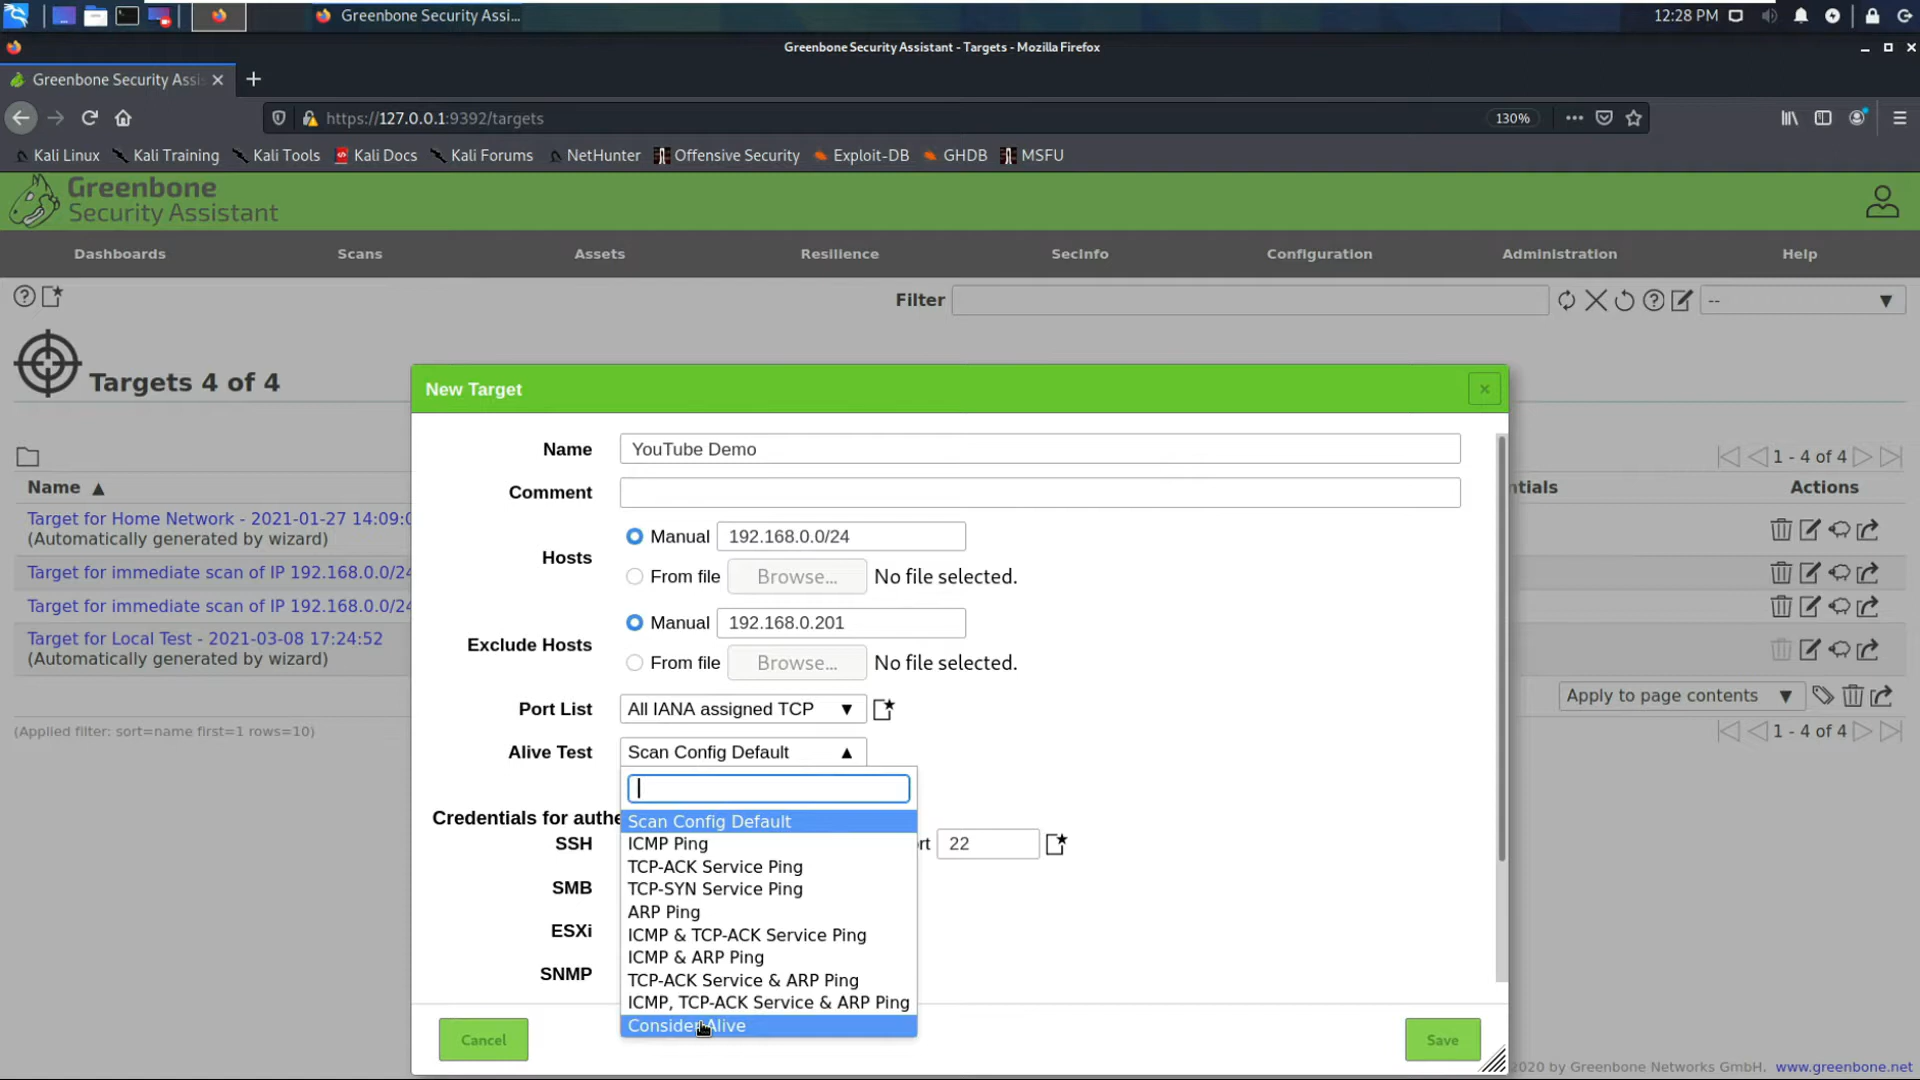 Greenbone Security Assi...
12:28 PM
Greenbone Security Assistant - Targets - Mozilla Firefox
Greenbone Security Assi
https://127.0.0.1:9392/targets
130%
Kali Linux
Kali Training
Kali Tools
Kali Docs
Kali Forums
NetHunter
Offensive Security
Exploit-DB
GHDB
MSFU
Greenbone
Security Assistant
Dashboards
Scans
Assets
Resilience
SecInfo
Configuration
Administration
Help
Filter
--
Targets 4 of 4
New Target
Name
YouTube Demo
Comment
Hosts
Manual
192.168.0.0/24
From file
Browse...
No file selected.
Exclude Hosts
Manual
192.168.0.201
From file
Browse...
No file selected.
Port List
All IANA assigned TCP
Alive Test
Scan Config Default
Scan Config Default
ICMP Ping
TCP-ACK Service Ping
TCP-SYN Service Ping
ARP Ping
ICMP & TCP-ACK Service Ping
ICMP & ARP Ping
TCP-ACK Service & ARP Ping
ICMP, TCP-ACK Service & ARP Ping
Consider Alive
Credentials for authe
SSH
rt
22
SMB
ESXi
SNMP
Cancel
Save
1 - 4 of 4
Name
ntials
Actions
Target for Home Network - 2021-01-27 14:09:0
(Automatically generated by wizard)
Target for immediate scan of IP 192.168.0.0/24
Target for immediate scan of IP 192.168.0.0/24
Target for Local Test - 2021-03-08 17:24:52
(Automatically generated by wizard)
Apply to page contents
(Applied filter: sort=name first=1 rows=10)
1 - 4 of 4
2020 by Greenbone Networks GmbH, www.greenbone.net